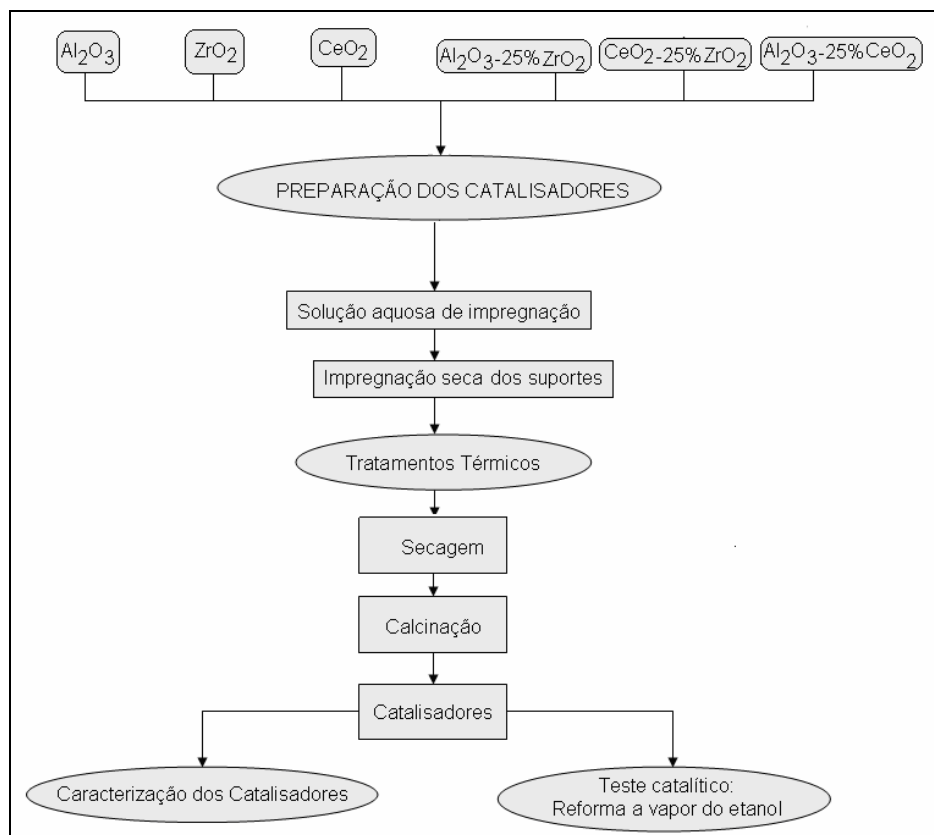 Al2O3
ZrO2
CeO2
Al2O3-25%ZrO2
CeO2-25%ZrO2
Al2O3-25%CeO2
PREPARAÇÃO DOS CATALISADORES
Solução aquosa de impregnação
Impregnação seca dos suportes
Tratamentos Térmicos
Secagem
Calcinação
Catalisadores
Caracterização dos Catalisadores
Teste catalítico:
Reforma a vapor do etanol